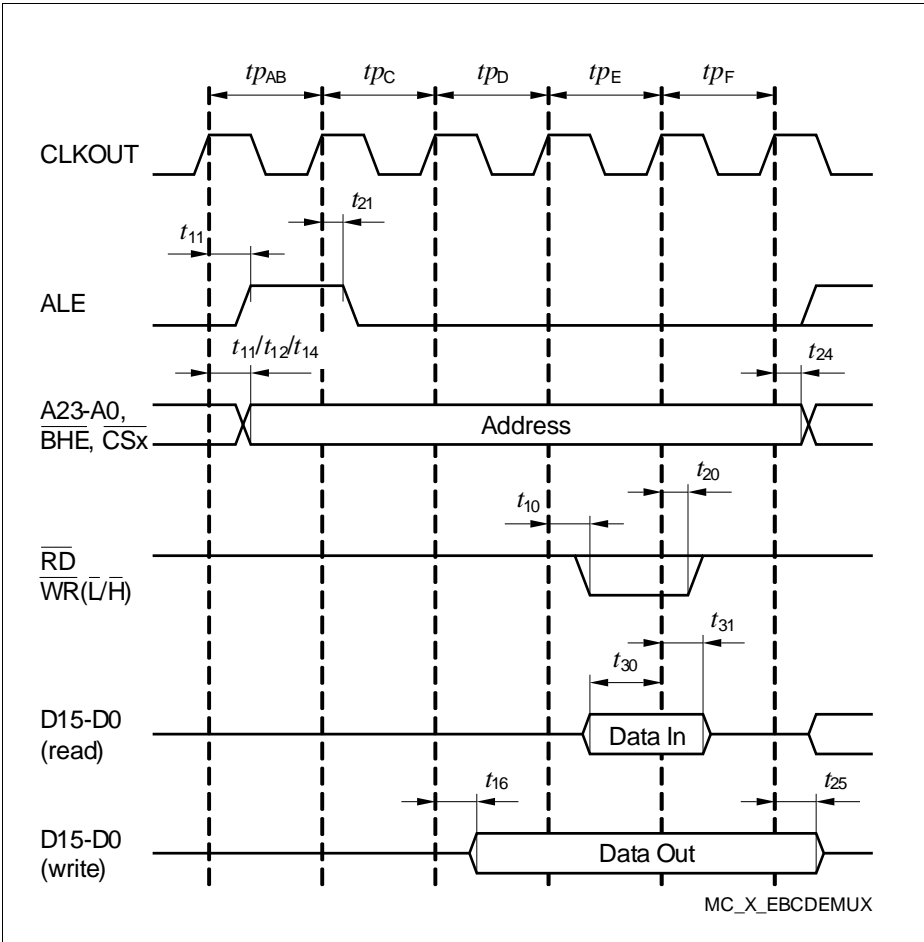 tpAB tpC tpD tpE tpF
CLKOUT
t21
t11
ALE
t11/t12/t14
t24
A23-A0,
BHE, CSx
Address
t20
t10
RD
WR(L/H)
t31
t30
D15-D0
(read)
Data In
t16
t25
D15-D0
(write)
Data Out
MC_X_EBCDEMUX